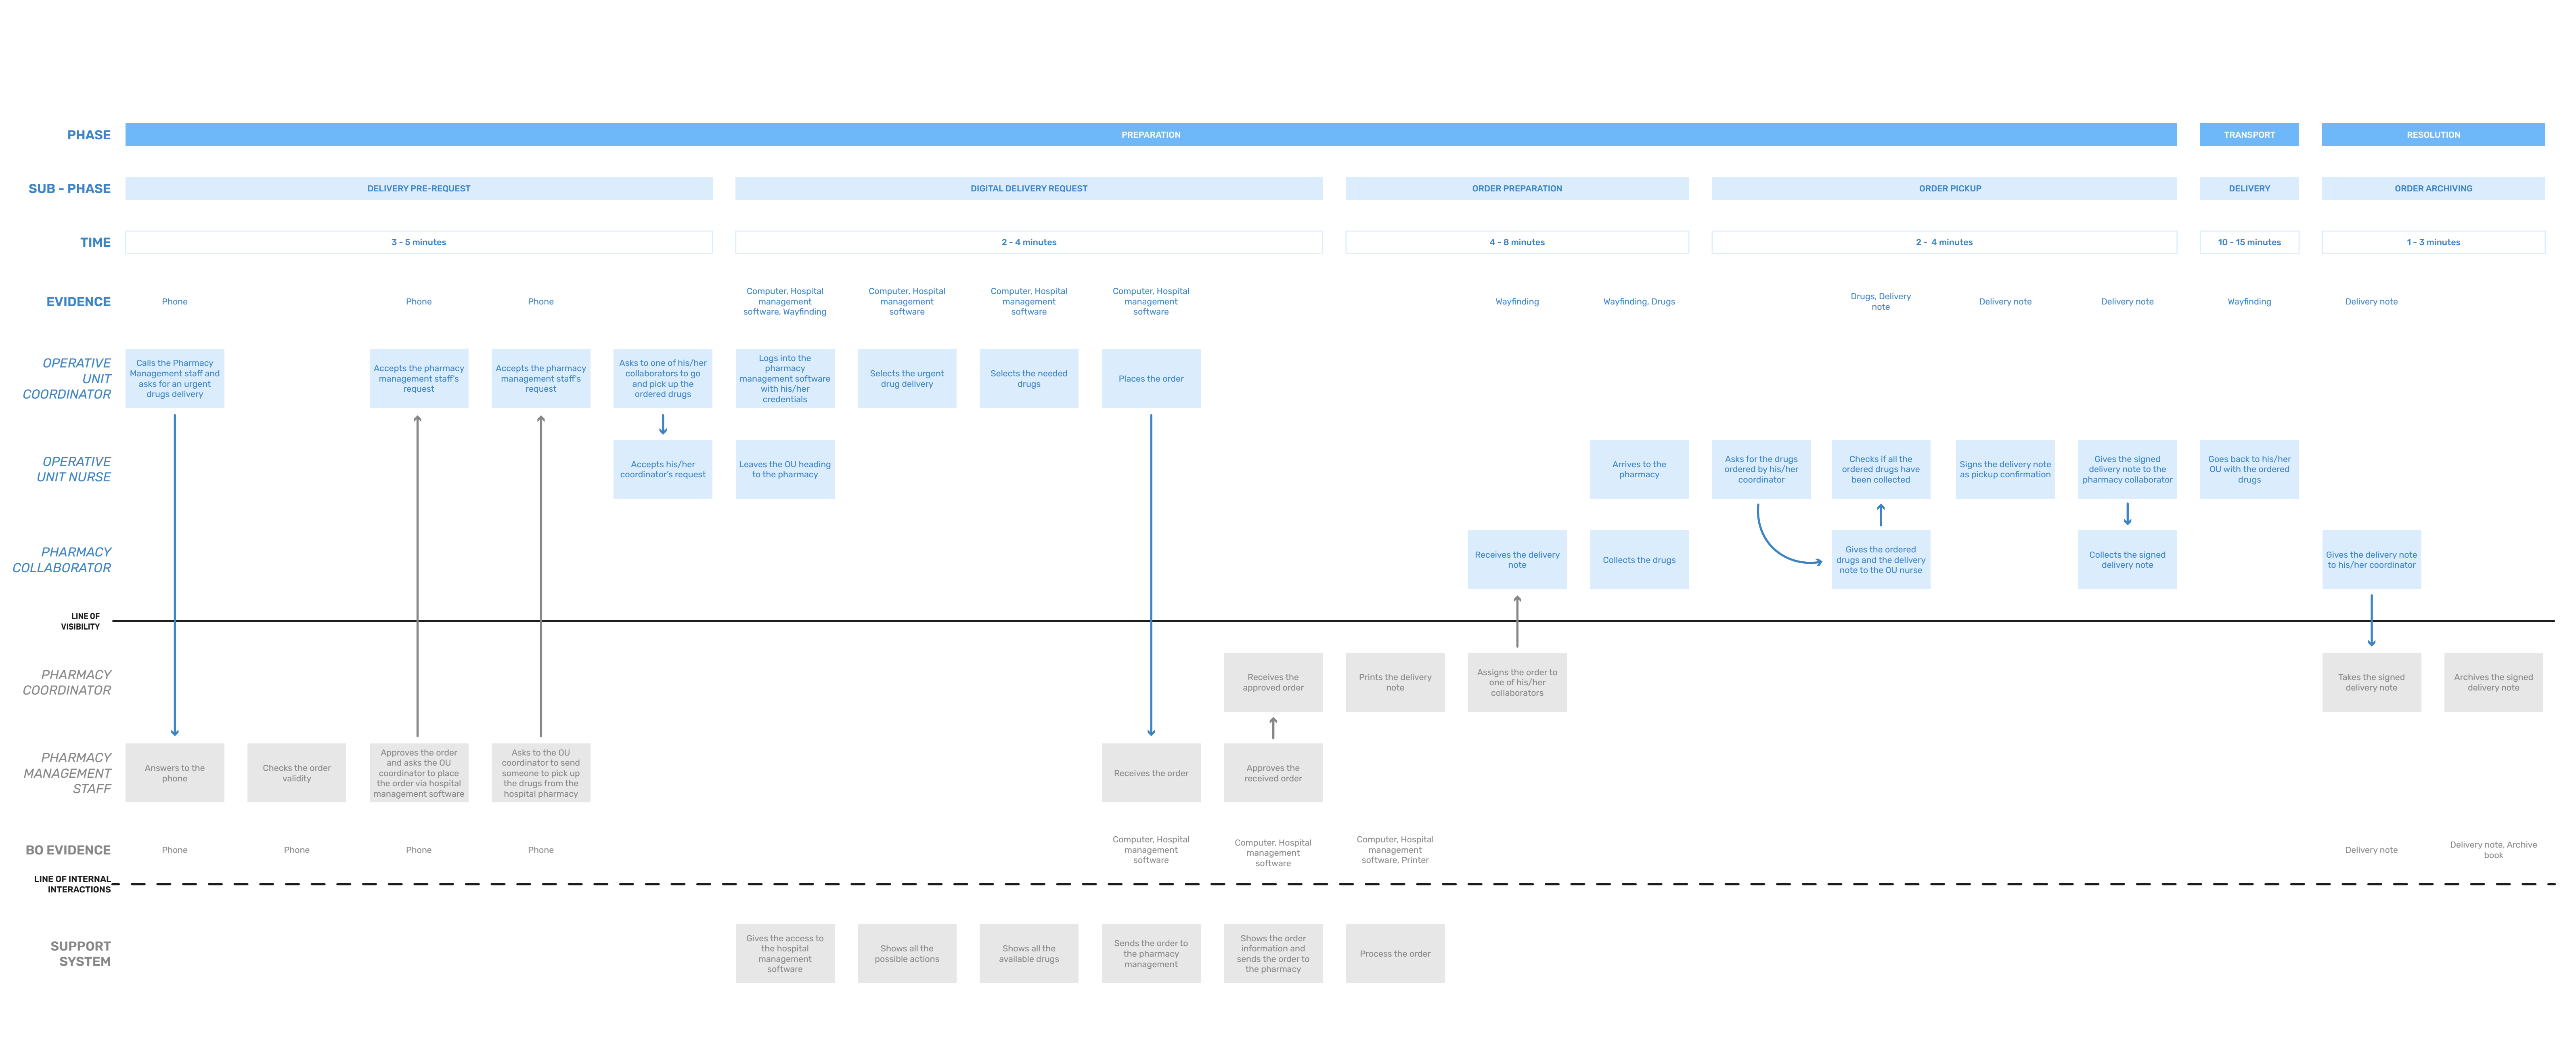 PHASE
PREPARATION
TRANSPORT
RESOLUTION
SUB - PHASE
DELIVERY PRE-REQUEST
DIGITAL DELIVERY REQUEST
ORDER PREPARATION
ORDER PICKUP
DELIVERY
ORDER ARCHIVING
TIME
3 - 5 minutes
2 - 4 minutes
4 - 8 minutes
2 - 4 minutes
10 - 15 minutes
1 - 3 minutes
EVIDENCE
Phone
Phone
Phone
Computer, Hospital
management
software, Wayfinding
Computer, Hospital
management
software
Computer, Hospital
management
software
Computer, Hospital
management
software
Wayfinding
Wayfinding, Drugs
Drugs, Delivery
note
Delivery note
Delivery note
Wayfinding
Delivery note
OPERATIVE
UNIT
COORDINATOR
Calls the Pharmacy
Management staff and
asks for an urgent
drugs delivery
Accepts the pharmacy
management staff's
request
Accepts the pharmacy
management staff's
request
Asks to one of his/her
collaborators to go
and pick up the
ordered drugs
Logs into the
pharmacy
management software
with his/her
credentials
Selects the urgent
drug delivery
Selects the needed
drugs
Places the order
OPERATIVE
UNIT NURSE
Accepts his/her
coordinator's request
Leaves the OU heading
to the pharmacy
Arrives to the
pharmacy
Asks for the drugs
ordered by his/her
coordinator
Checks if all the
ordered drugs have
been collected
Signs the delivery note
as pickup confirmation
Gives the signed
delivery note to the
pharmacy collaborator
Goes back to his/her
OU with the ordered
drugs
PHARMACY
COLLABORATOR
Receives the delivery
note
Collects the drugs
Gives the ordered
drugs and the delivery
note to the OU nurse
Collects the signed
delivery note
Gives the delivery note
to his/her coordinator
LINE OF
VISIBILITY
PHARMACY
COORDINATOR
Receives the
approved order
Prints the delivery
note
Assigns the order to
one of his/her
collaborators
Takes the signed
delivery note
Archives the signed
delivery note
PHARMACY
MANAGEMENT
STAFF
Answers to the
phone
Checks the order
validity
Approves the order
and asks the OU
coordinator to place
the order via hospital
management software
Asks to the OU
coordinator to send
someone to pick up
the drugs from the
hospital pharmacy
Receives the order
Approves the
received order
BO EVIDENCE
Phone
Phone
Phone
Phone
Computer, Hospital
management
software
Computer, Hospital
management
software
Computer, Hospital
management
software, Printer
Delivery note
Delivery note, Archive
book
LINE OF INTERNAL
INTERACTIONS
SUPPORT
SYSTEM
Gives the access to
the hospital
management
software
Shows all the
possible actions
Shows all the
available drugs
Sends the order to
the pharmacy
management
Shows the order
information and
sends the order to
the pharmacy
Process the order